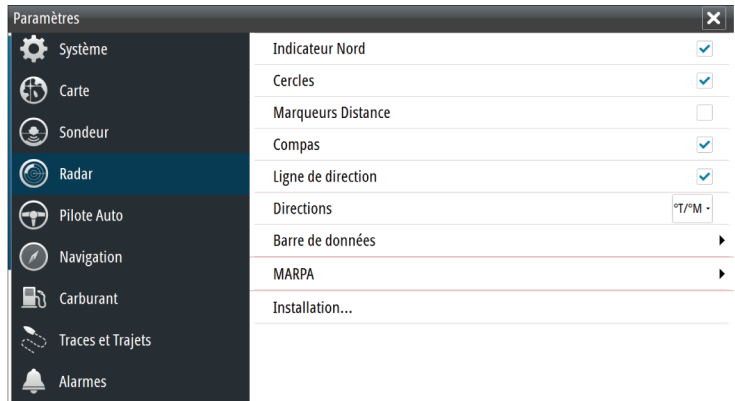 Paramètres
Système
Carte
Sondeur
Radar
Pilote Auto
Navigation
Carburant
Traces et Trajets
Alarmes
Indicateur Nord
Cercles
Marqueurs Distance
Compas
Ligne de direction
Directions °T/°M
Barre de données
MARPA
Installation...